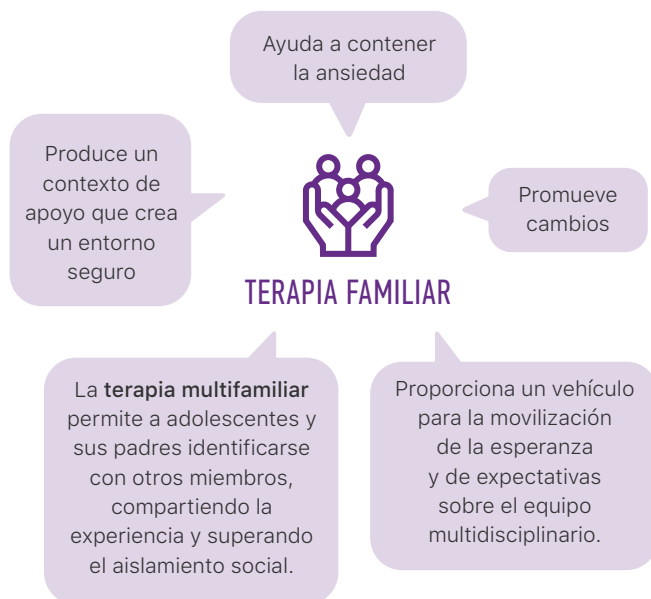 Ayuda a contener
la ansiedad
Produce un
contexto de
apoyo que crea
un entorno
seguro
Promueve
cambios
TERAPIA FAMILIAR
La terapia multifamiliar
permite a adolescentes y
sus padres identificarse
con otros miembros,
compartiendo la
experiencia y superando
el aislamiento social.
Proporciona un vehículo
para la movilización
de la esperanza
y de expectativas
sobre el equipo
multidisciplinario.